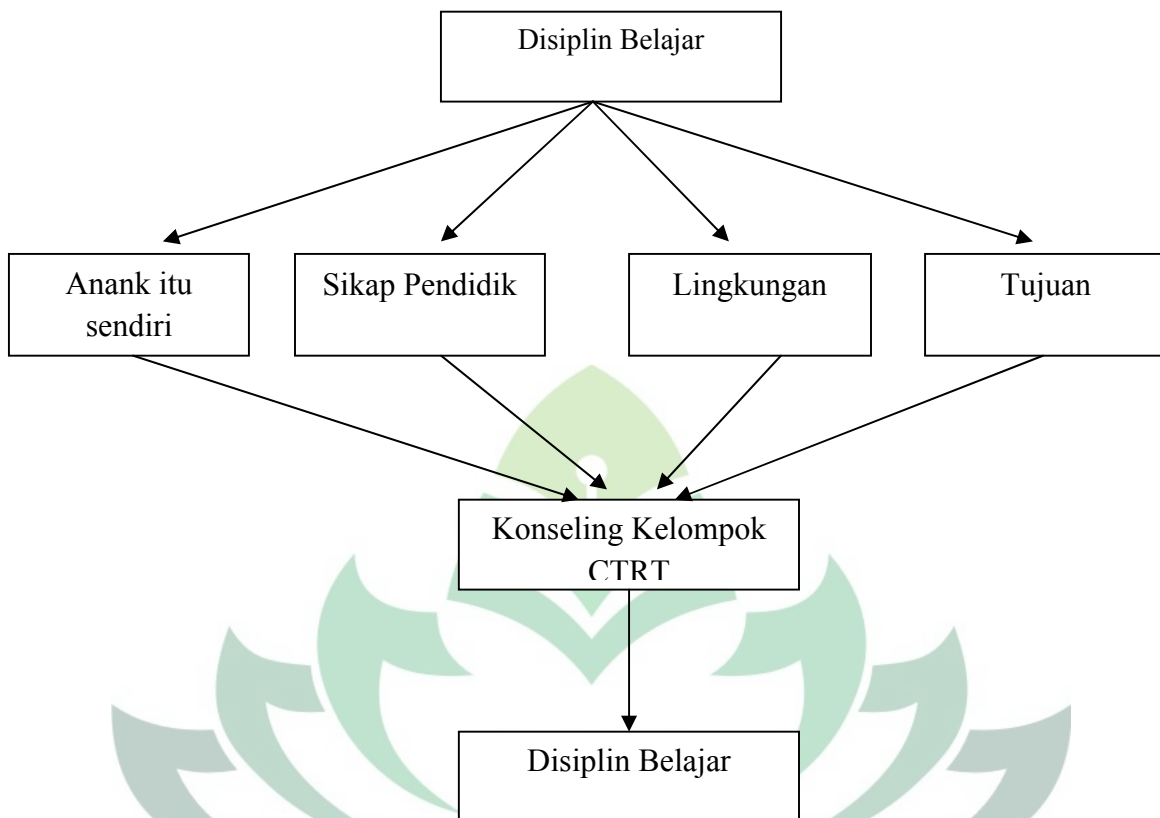 Disiplin Belajar
Anank itu
sendiri
Sikap Pendidik
Lingkungan
Tujuan
Konseling Kelompok
CTRT
Disiplin Belajar